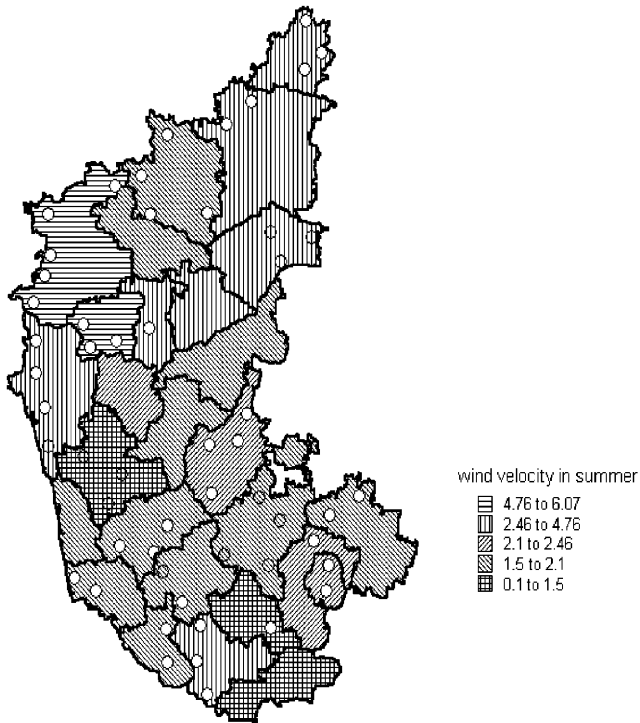 wind velocity in summer
4.76 to 6.07
2.46 to 4.76
2.1 to 2.46
1.5 to 2.1
0.1 to 1.5